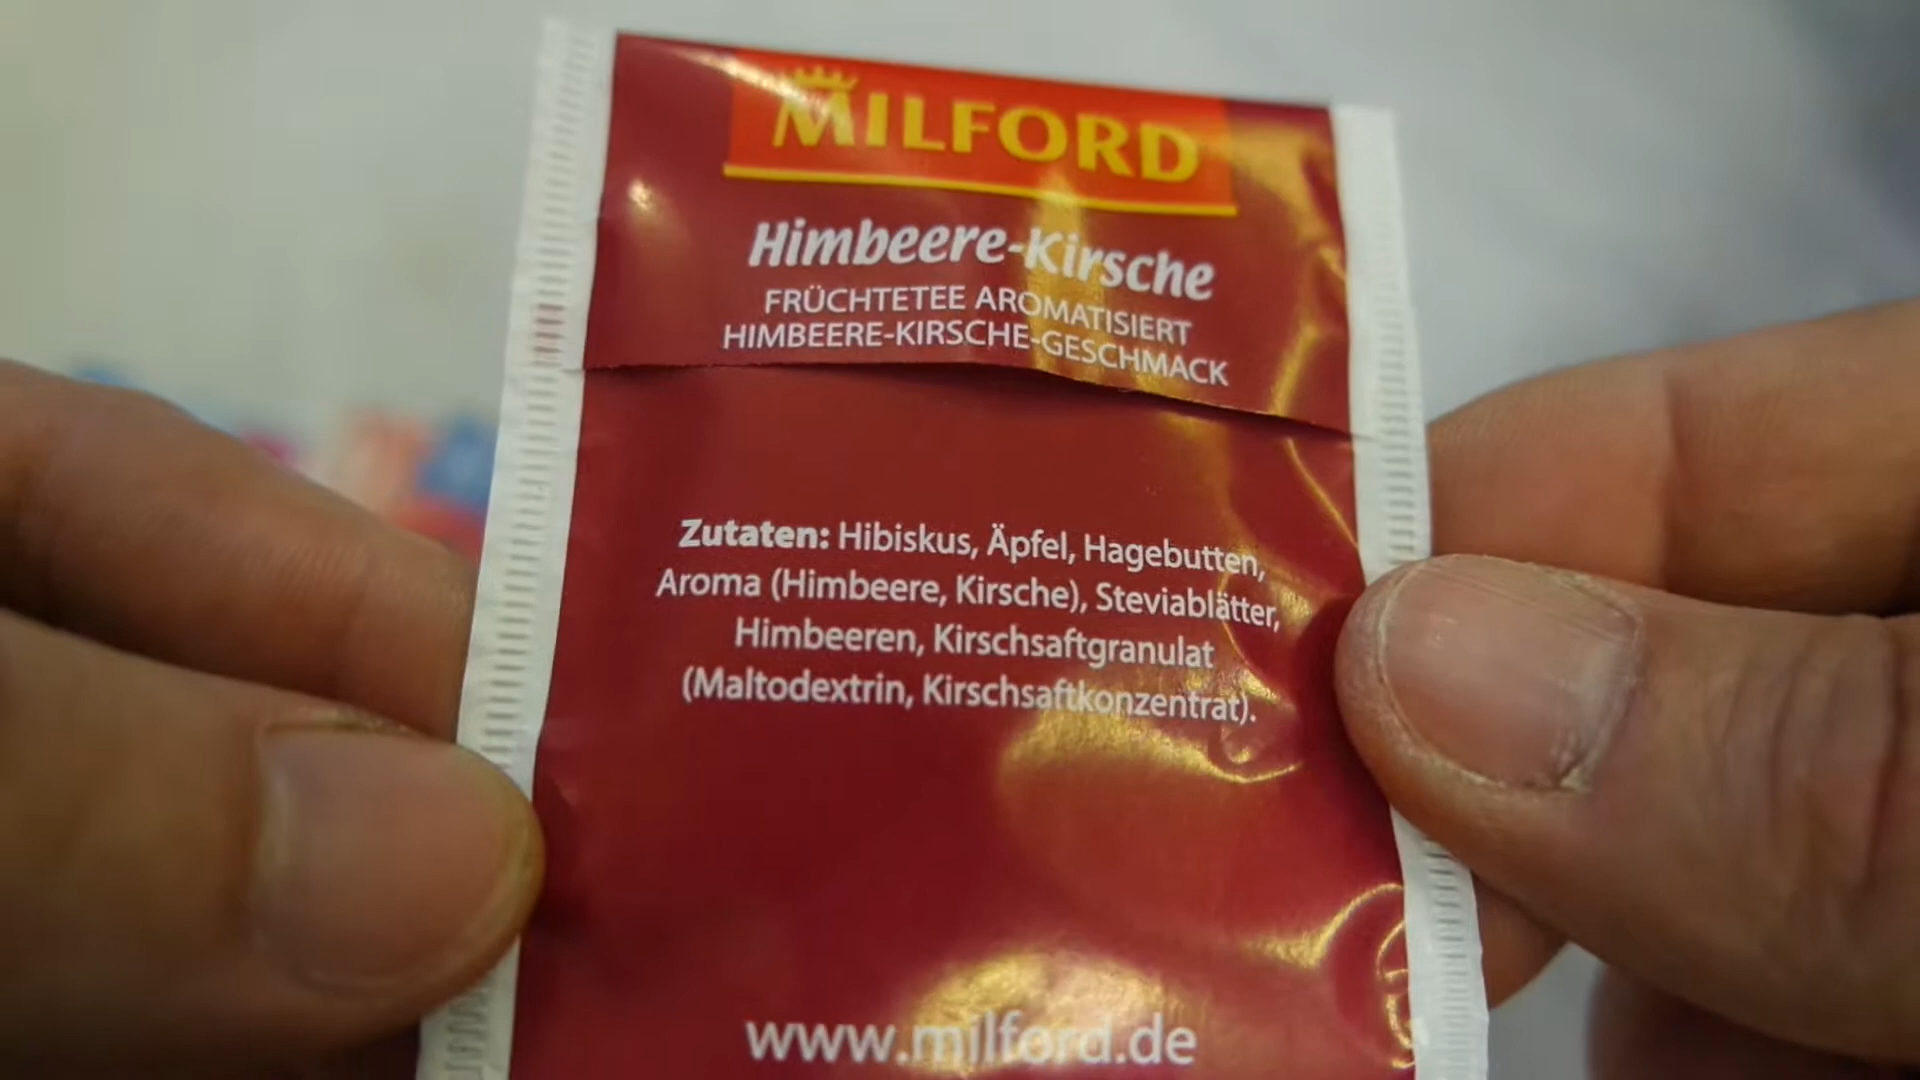 MILFORD
Himbeere-Kirsche
FRÜCHTETEE AROMATISIERT
HIMBEERE-KIRSCHE-GESCHMACK
Zutaten: Hibiskus, Äpfel, Hagebutten,
Aroma (Himbeere, Kirsche), Steviablätter,
Himbeeren, Kirschsaftgranulat
(Maltodextrin, Kirschsaftkonzentrat).
www.milford.de